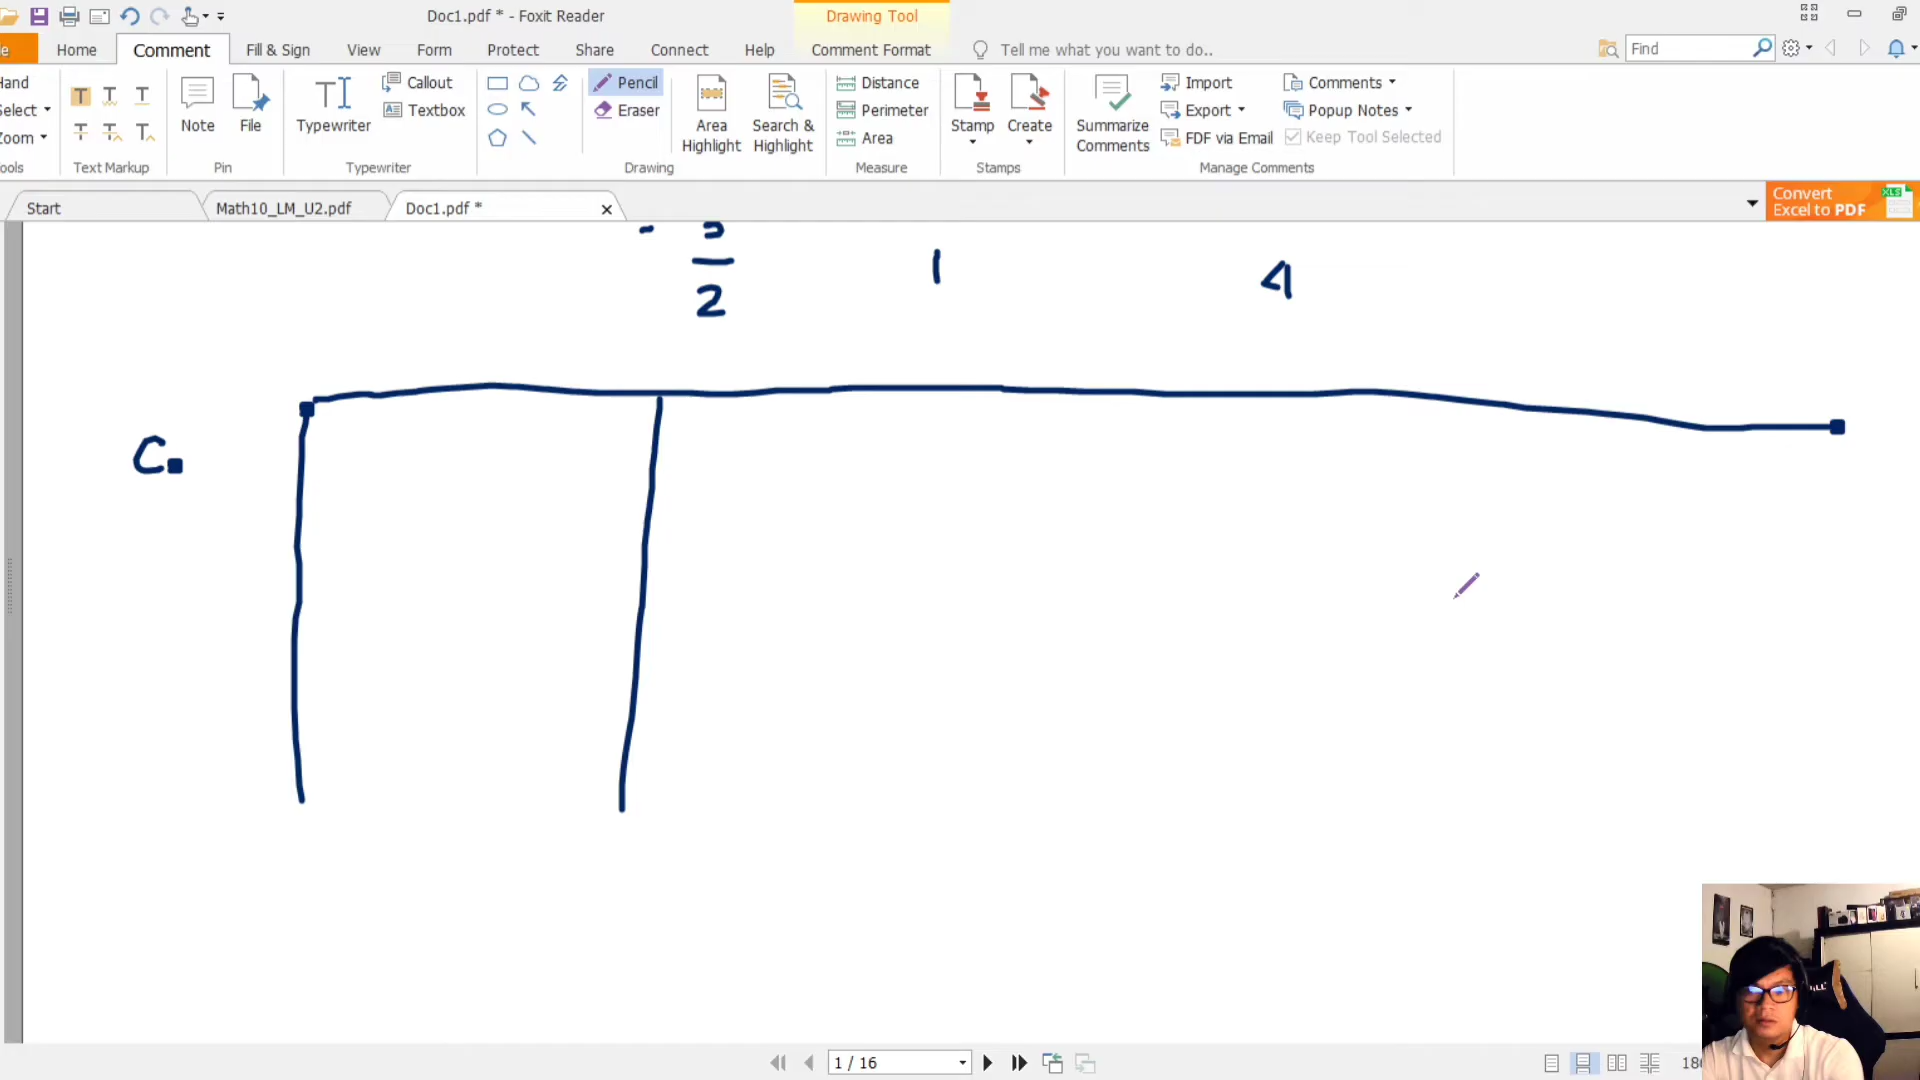 Doc1.pdf * - Foxit Reader
Drawing Tool
Home
Comment
Fill & Sign
View
Form
Protect
Share
Connect
Help
Comment Format
Tell me what you want to do..
Find
Hand
Select
Zoom
Note
File
Typewriter
Callout
Textbox
Pencil
Eraser
Area Highlight
Search & Highlight
Distance
Perimeter
Area
Stamp
Create
Summarize Comments
Import
Export
FDF via Email
Comments
Popup Notes
Keep Tool Selected
Text Markup
Pin
Typewriter
Drawing
Measure
Stamps
Manage Comments
Start
Math10_LM_U2.pdf
Doc1.pdf *
Convert
Excel to PDF
XLS
2
1
4
C.
1 / 16